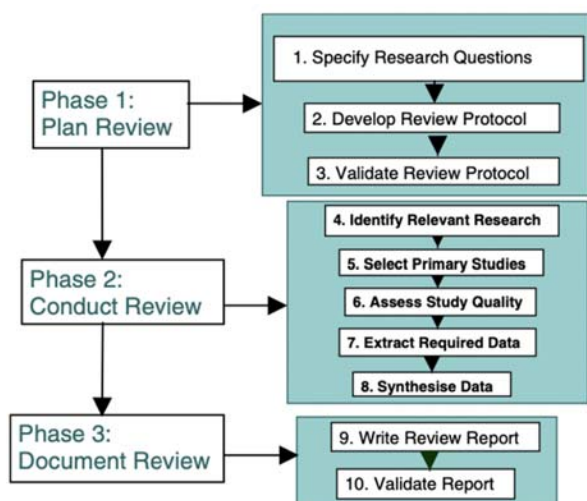 Phase 1:
Plan Review
1. Specify Research Questions
2. Develop Review Protocol
3. Validate Review Protocol
Phase 2:
Conduct Review
4. Identify Relevant Research
5. Select Primary Studies
6. Assess Study Quality
7. Extract Required Data
8. Synthesise Data
Phase 3:
Document Review
9. Write Review Report
10. Validate Report